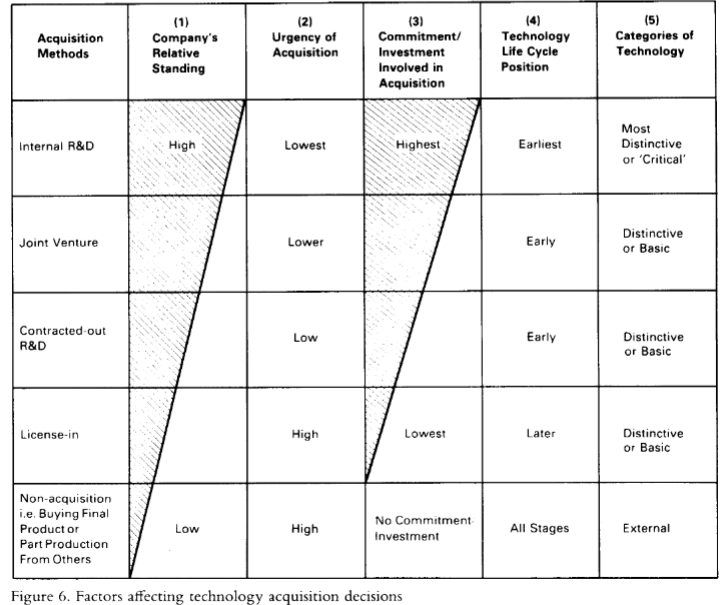 Acquisition
Methods
(1)
Company's
Relative
Standing
(2)
Urgency of
Acquisition
(3)
Commitment/
Investment
Involved in
Acquisition
(4)
Technology
Life Cycle
Position
(5)
Categories of
Technology
Internal R&D
High
Lowest
Highest
Earliest
Most
Distinctive
or 'Critical'
Joint Venture
Lower
Early
Distinctive
or Basic
Contracted-out
R&D
Low
Early
Distinctive
or Basic
License-in
High
Lowest
Later
Distinctive
or Basic
Non-acquisition
i.e. Buying Final
Product or
Part Production
From Others
Low
High
No Commitment
Investment
All Stages
External
Figure 6. Factors affecting technology acquisition decisions